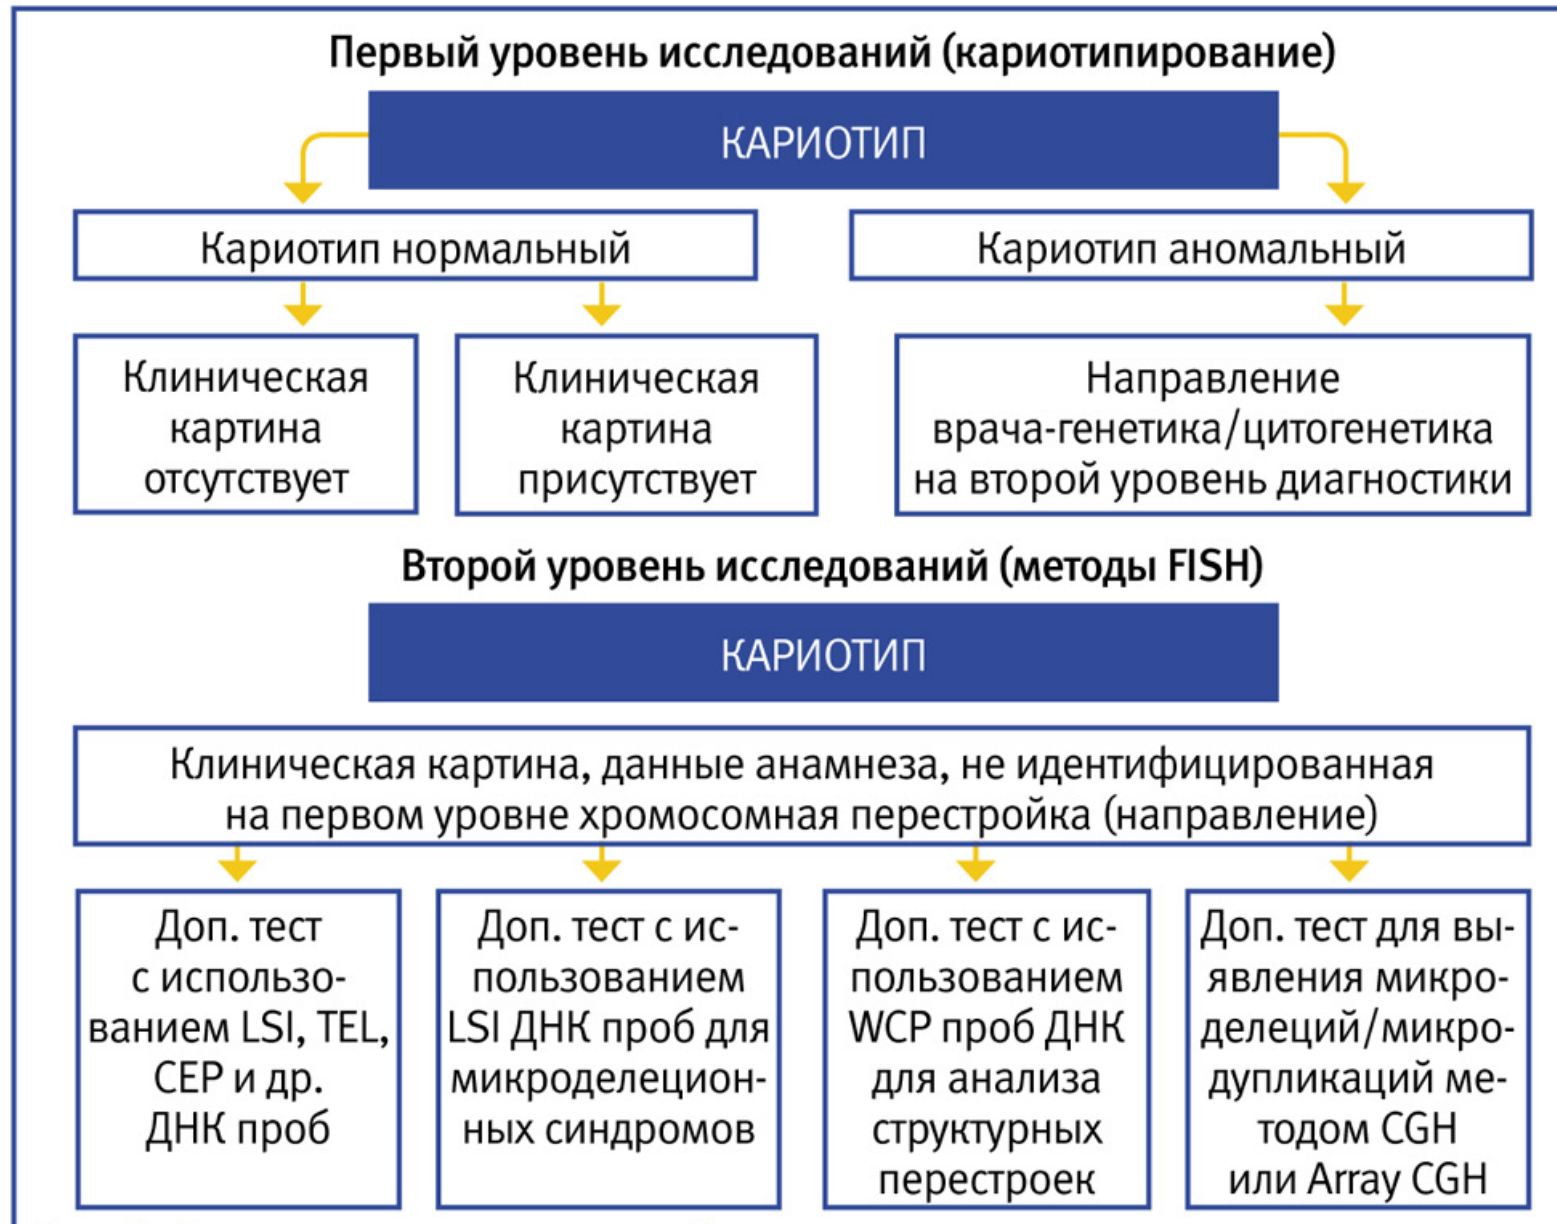 Первый уровень исследований (кариотипирование)
КАРИОТИП
Кариотип нормальный
Кариотип аномальный
Клиническая
картина
отсутствует
Клиническая
картина
присутствует
Направление
врача-генетика/цитогенетика
на второй уровень диагностики
Второй уровень исследований (методы FISH)
КАРИОТИП
Клиническая картина, данные анамнеза, не идентифицированная
на первом уровне хромосомная перестройка (направление)
Доп. тест
с использо-
ванием LSI, TEL,
CEP и др.
ДНК проб
Доп. тест с ис-
пользованием
LSI ДНК проб для
микроделецион-
ных синдромов
Доп. тест с ис-
пользованием
WCP проб ДНК
для анализа
структурных
перестроек
Доп. тест для вы-
явления микро-
делеций/микро-
дупликаций ме-
тодом CGH
или Array CGH